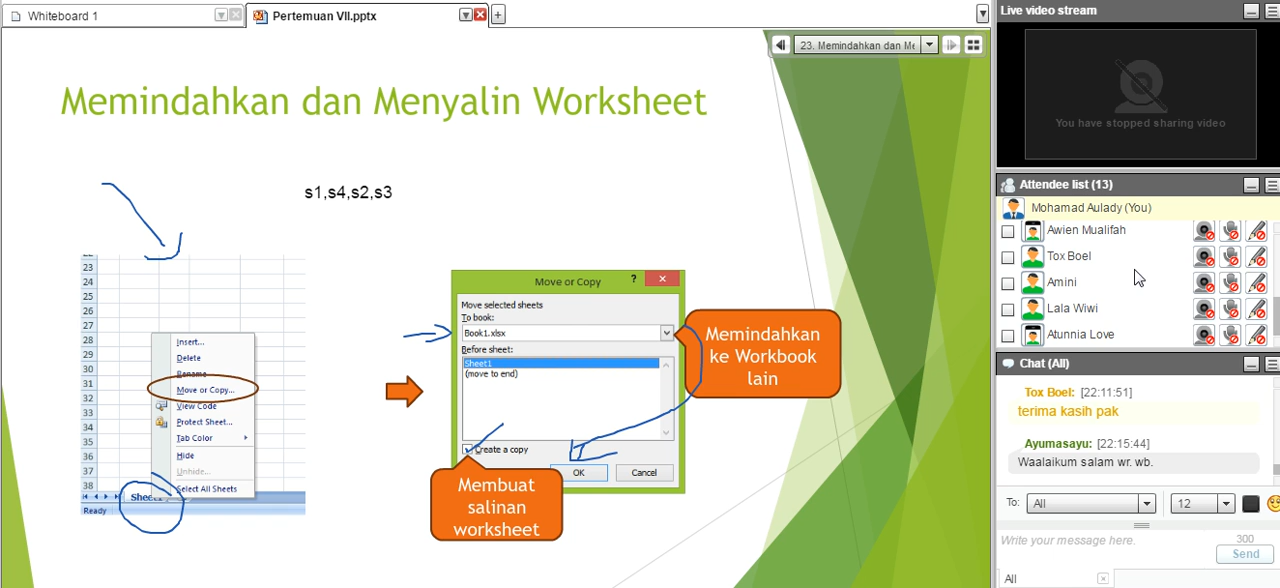 Whiteboard 1
Pertemuan VII.pptx
Live video stream
23. Memindahkan dan Me
Memindahkan dan Menyalin Worksheet
You have stopped sharing video
s1,s4,s2,s3
Attendee list (13)
Mohamad Aulady (You)
Awien Mualifah
Tox Boel
Amini
Lala Wiwi
Atunnia Love
23
24
25
26
27
28
29
30
31
32
33
34
35
36
37
38
Insert...
Delete
Rename
Move or Copy...
View Code
Protect Sheet...
Tab Color
Hide
Unhide...
Select All Sheets
Sheet1
Ready
Move or Copy
?
Move selected sheets
To book:
Book1.xlsx
Before sheet:
Sheet1
(move to end)
Create a copy
OK
Cancel
Memindahkan
ke Workbook
lain
Membuat
salinan
worksheet
Chat (All)
Tox Boel: [22:11:51]
terima kasih pak
Ayumasayu: [22:15:44]
Waalaikum salam wr. wb.
To: All 12
Write your message here.
300
Send
All